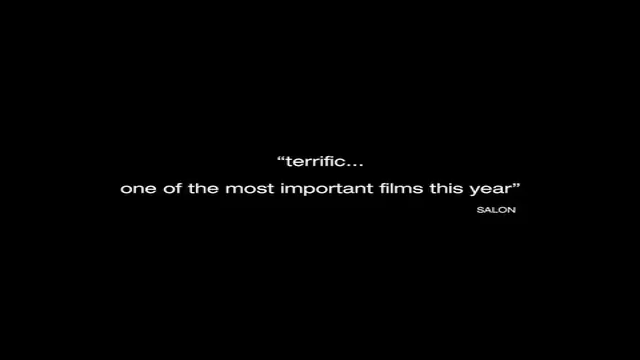 “terrific...
one of the most important films this year”
SALON